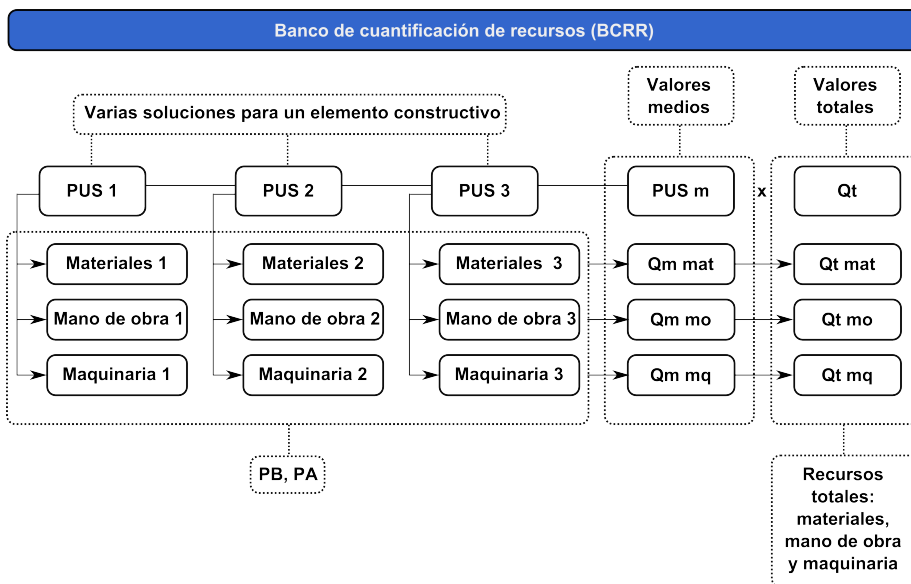 Banco de cuantificación de recursos (BCRR)
Varias soluciones para un elemento constructivo
Valores
medios
Valores
totales
PUS 1
PUS 2
PUS 3
PUS m
x
Qt
Materiales 1
Materiales 2
Materiales 3
Qm mat
Qt mat
Mano de obra 1
Mano de obra 2
Mano de obra 3
Qm mo
Qt mo
Maquinaria 1
Maquinaria 2
Maquinaria 3
Qm mq
Qt mq
PB, PA
Recursos
totales:
materiales,
mano de obra
y maquinaria